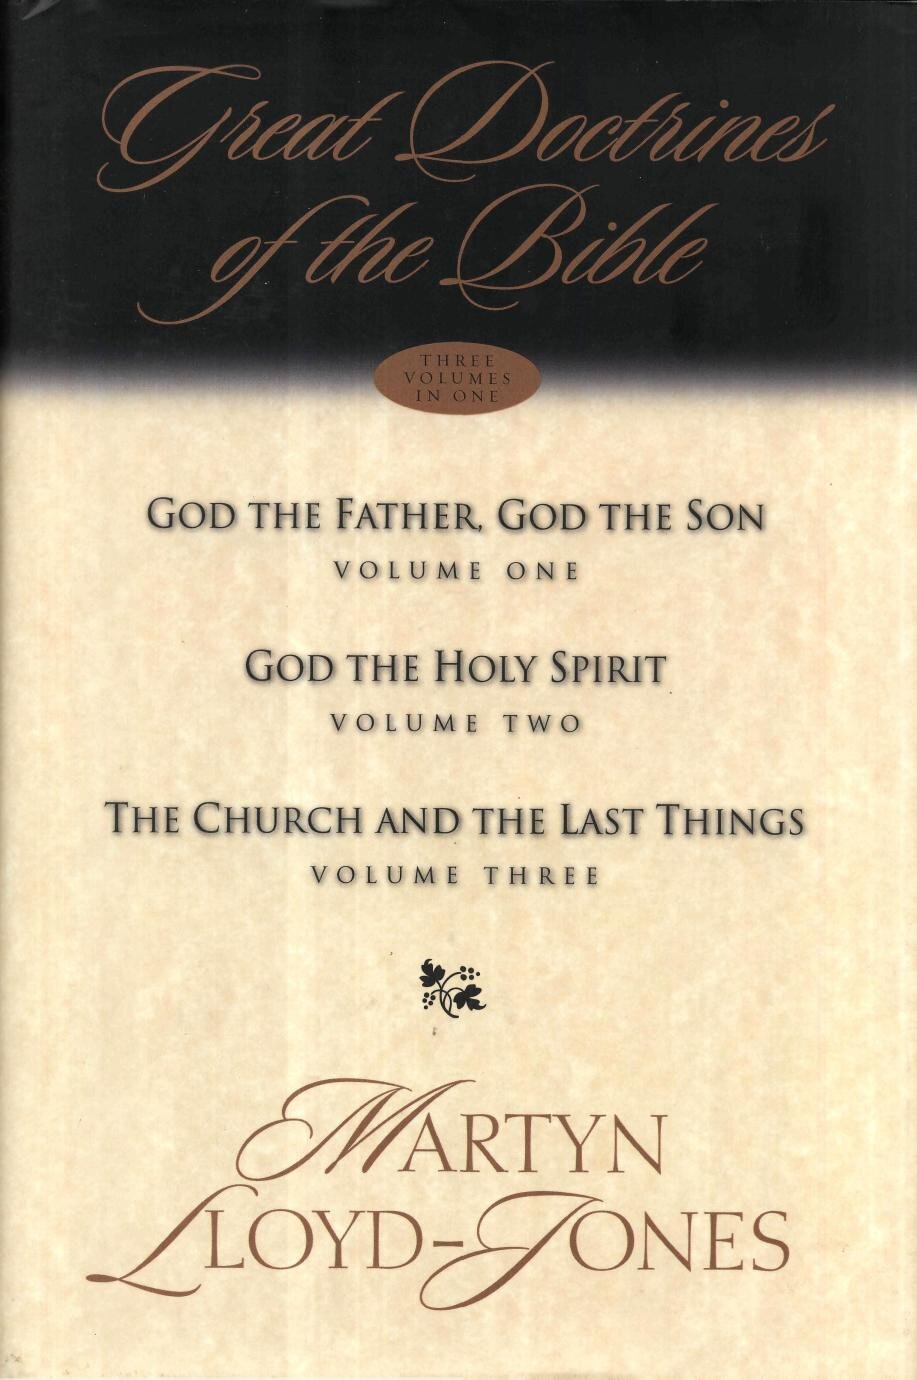 Great Doctrines
of the Bible
THREE
VOLUMES
IN ONE
GOD THE FATHER, GOD THE SON
VOLUME ONE
GOD THE HOLY SPIRIT
VOLUME TWO
THE CHURCH AND THE LAST THINGS
VOLUME THREE
MARTYN
LLOYD-JONES